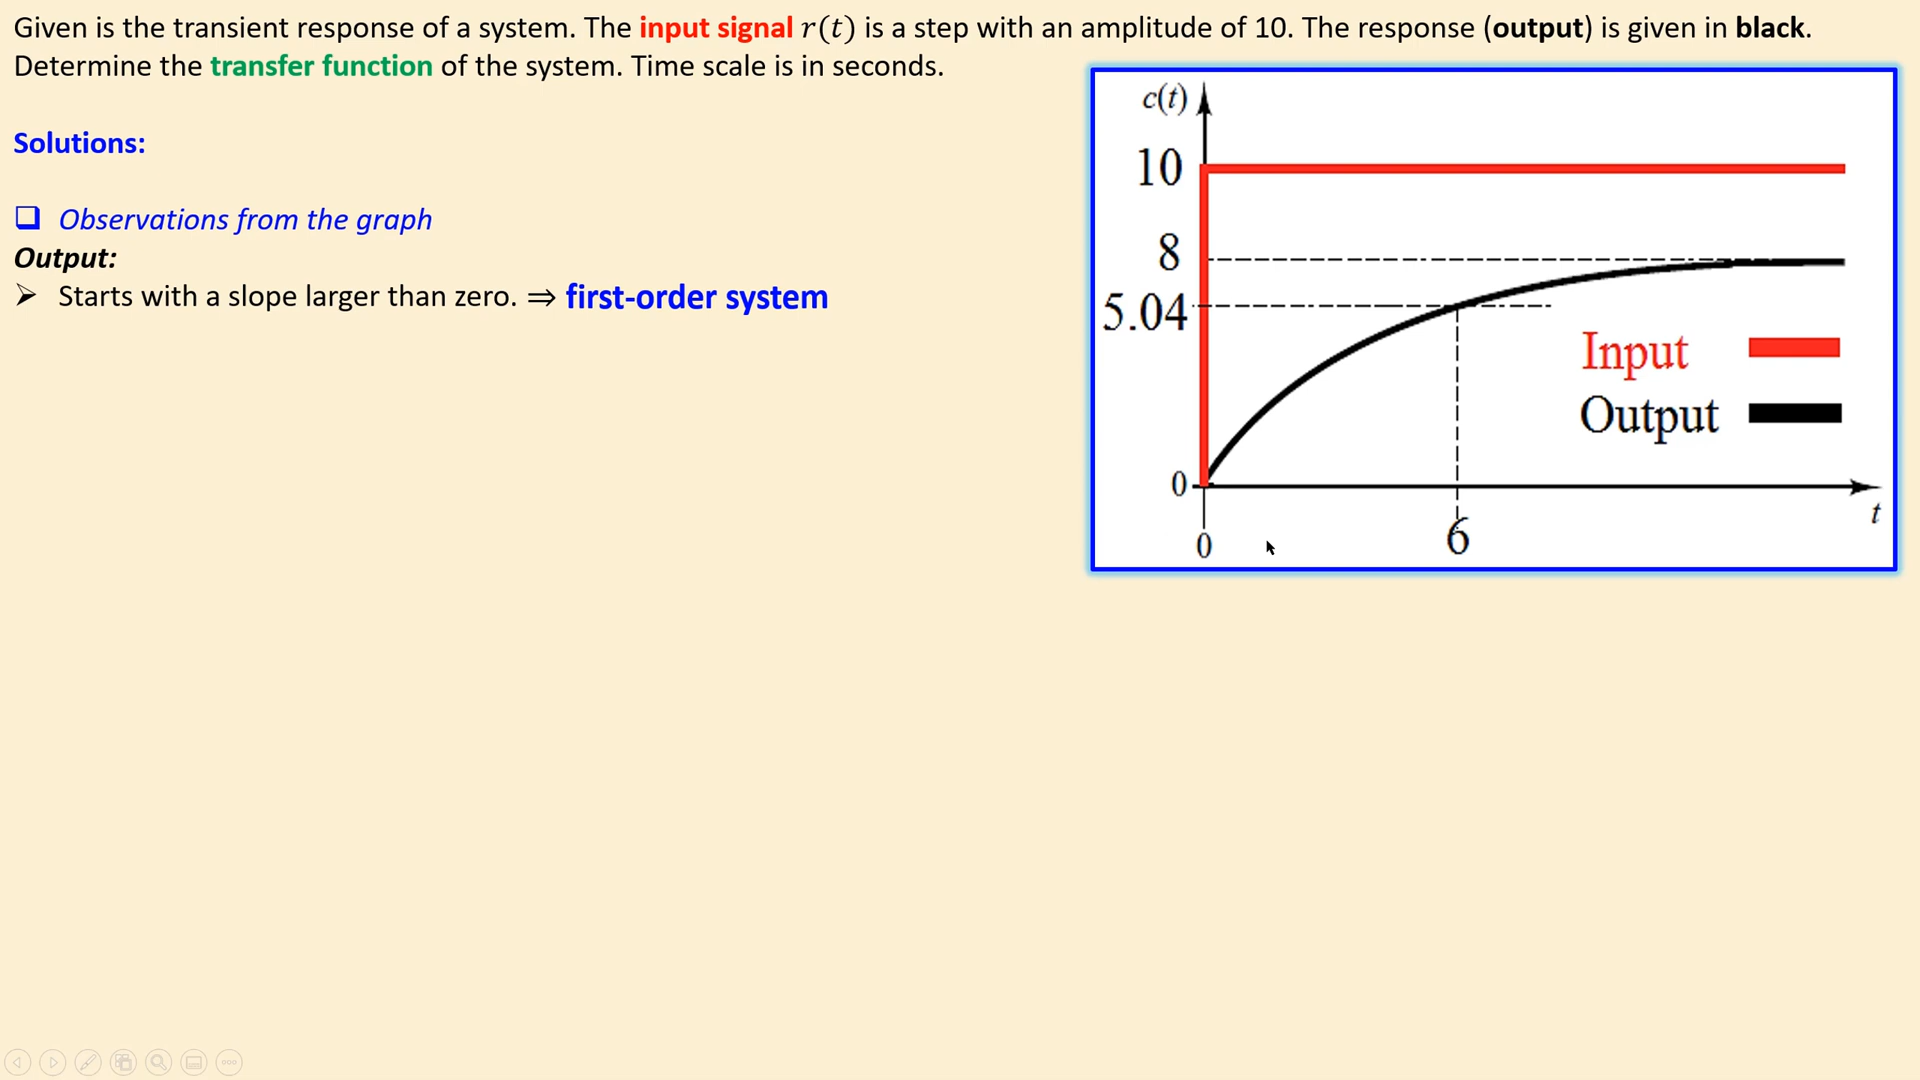 Given is the transient response of a system. The input signal r(t) is a step with an amplitude of 10. The response (output) is given in black.
Determine the transfer function of the system. Time scale is in seconds.
Solutions:
❑ Observations from the graph
Output:
➢ Starts with a slope larger than zero. ⇒ first-order system
c(t)
10
8
5.04
Input
Output
0
t
0
6